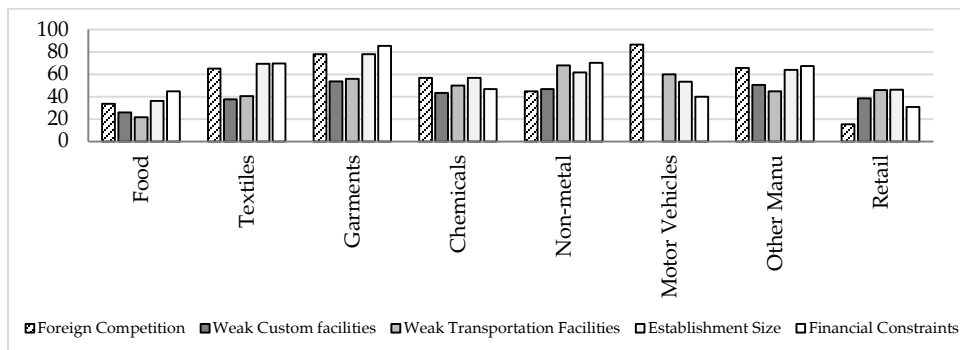 100
80
60
40
20
0
Food
Textiles
Garments
Chemicals
Non-metal
Motor Vehicles
Other Manu
Retail
Foreign Competition Weak Custom facilities Weak Transportation Facilities Establishment Size Financial Constraints